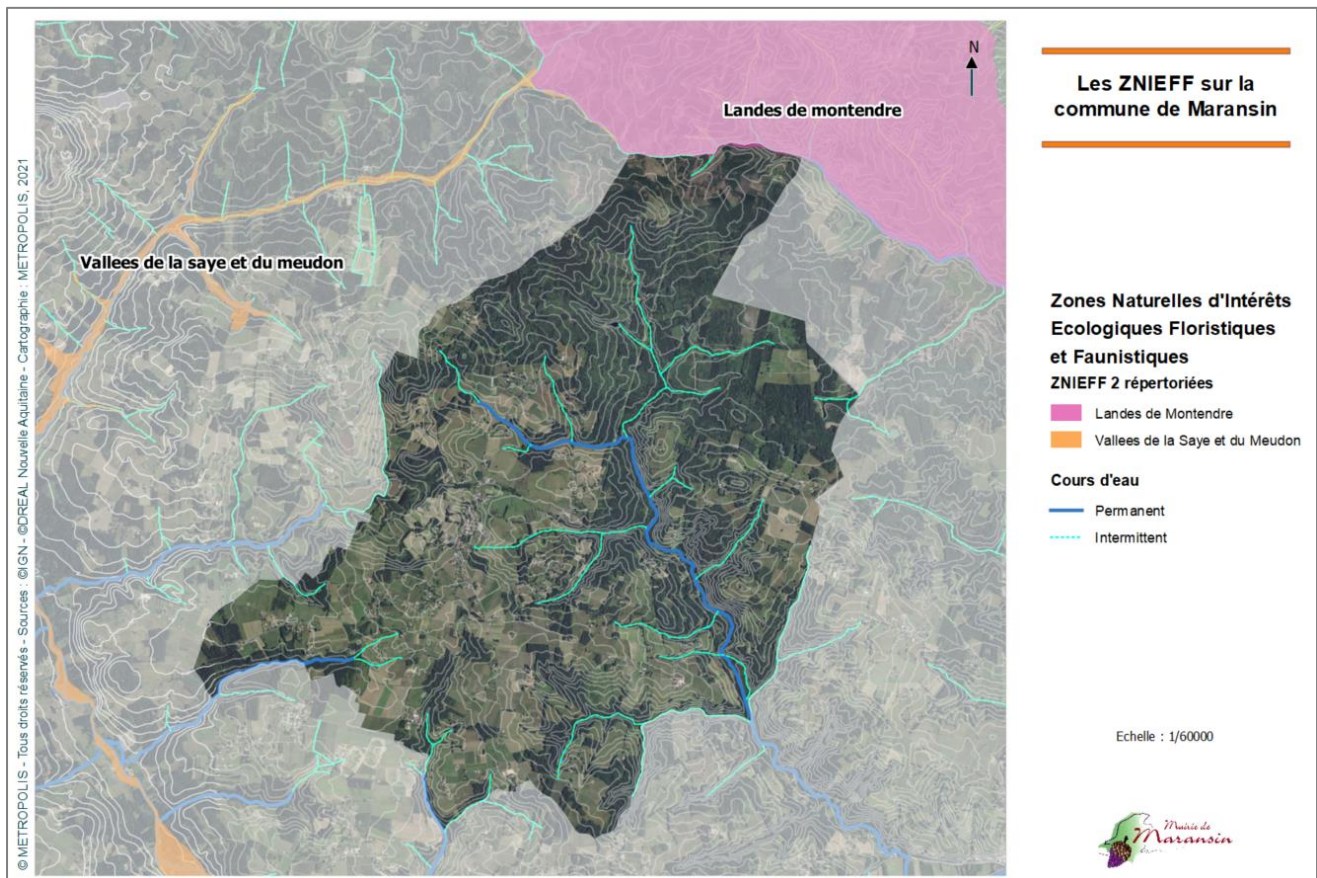 Les ZNIEFF sur la
commune de Maransin
N
Landes de montendre
Vallees de la saye et du meudon
Zones Naturelles d'Intérêts
Ecologiques Floristiques
et Faunistiques
ZNIEFF 2 répertoriées
Landes de Montendre
Vallees de la Saye et du Meudon
Cours d'eau
Permanent
Intermittent
Echelle : 1/60000
Mairie de
Maransin
© METROPOLIS - Tous droits réservés - Sources : ©IGN - ©DREAL Nouvelle Aquitaine - Cartographie : METROPOLIS, 2021